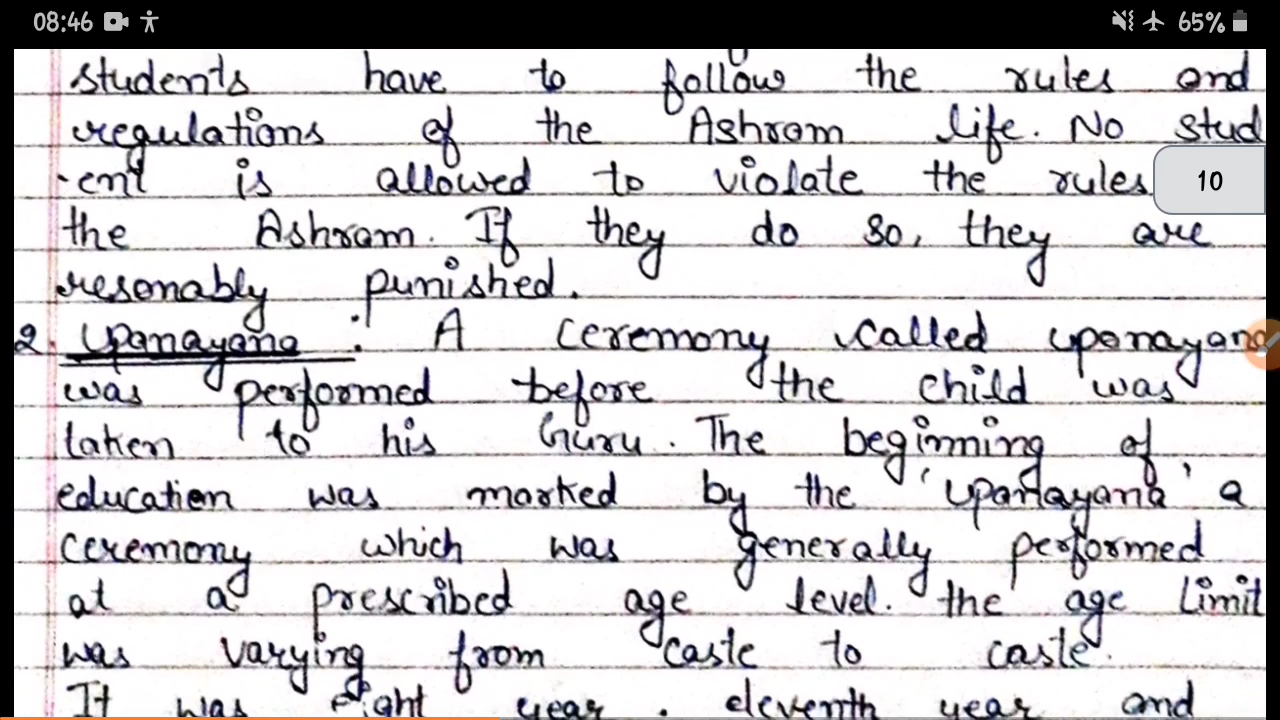 08:46 65%
students have to follow the rules and
regulations of the Ashram life. No stud
-ent is allowed to violate the rules
10
the Ashram. If they do so, they are
resonably punished.
2. Upanayana : A ceremony called upanayana
was performed before the child was
taken to his Guru. The beginning of
education was marked by the 'upanayana' a
ceremony which was generally performed
at a prescribed age level. the age limit
was varying from caste to caste.
It was eight year, eleventh year and